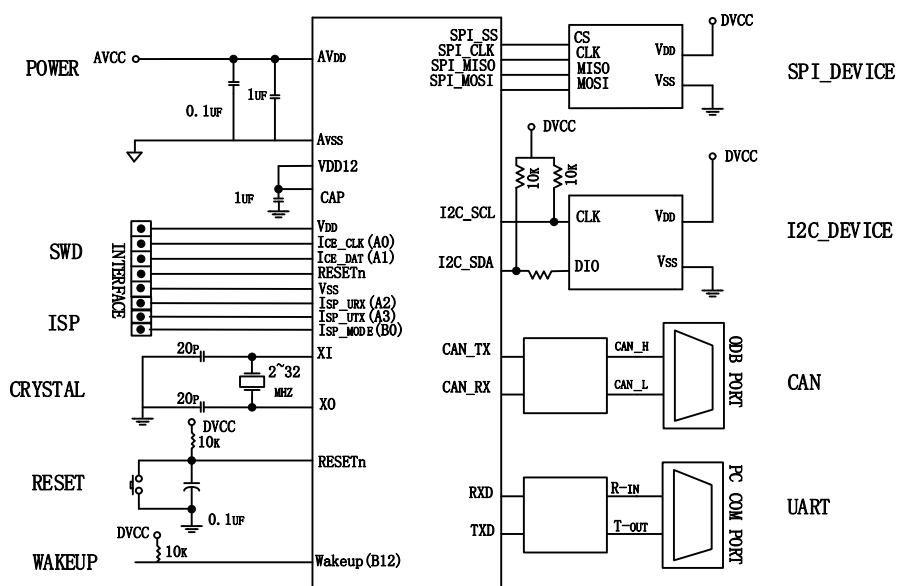 POWER
AVCC
0.1UF
1UF
AVDD
AVSS
VDD12
CAP
1UF
SWD
ISP
INTERFACE
VDD
ICE_CLK(A0)
ICE_DAT(A1)
RESETn
VSS
ISP_URX(A2)
ISP_UTX(A3)
ISP_MODE(B0)
CRYSTAL
20P
20P
2~32
MHZ
XI
XO
RESET
DVCC
10K
RESETn
0.1UF
WAKEUP
DVCC
10K
Wakeup(B12)
SPI_SS
SPI_CLK
SPI_MISO
SPI_MOSI
CS
CLK
MISO
MOSI
VDD
VSS
DVCC
SPI_DEVICE
DVCC
10K
10K
I2C_SCL
I2C_SDA
CLK
DIO
VDD
VSS
DVCC
I2C_DEVICE
CAN_TX
CAN_RX
CAN_H
CAN_L
ODB PORT
CAN
RXD
TXD
R-IN
T-OUT
PC COM PORT
UART